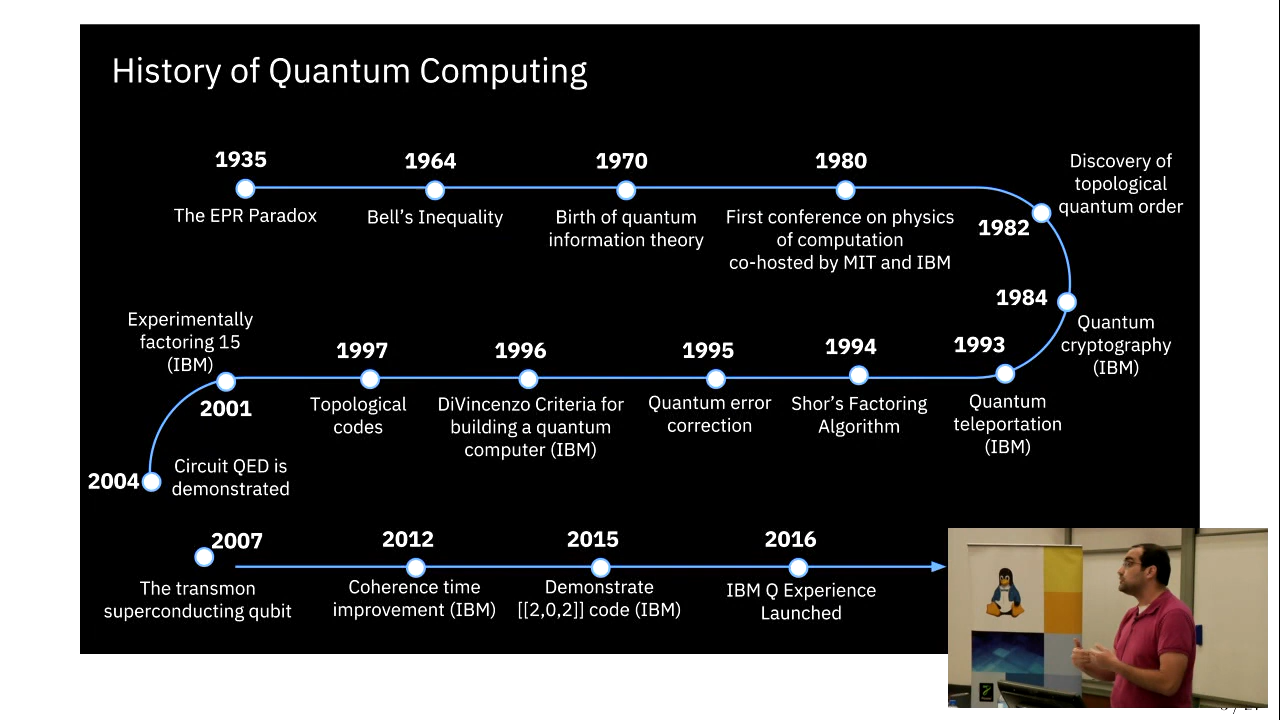 History of Quantum Computing
1935
The EPR Paradox
1964
Bell's Inequality
1970
Birth of quantum
information theory
1980
First conference on physics
of computation
co-hosted by MIT and IBM
Discovery of
topological
quantum order
1982
1984
Quantum
cryptography
(IBM)
1993
Quantum
teleportation
(IBM)
1994
Shor's Factoring
Algorithm
1995
Quantum error
correction
1996
DiVincenzo Criteria for
building a quantum
computer (IBM)
1997
Topological
codes
Experimentally
factoring 15
(IBM)
2001
2004
Circuit QED is
demonstrated
2007
The transmon
superconducting qubit
2012
Coherence time
improvement (IBM)
2015
Demonstrate
[[2,0,2]] code (IBM)
2016
IBM Q Experience
Launched